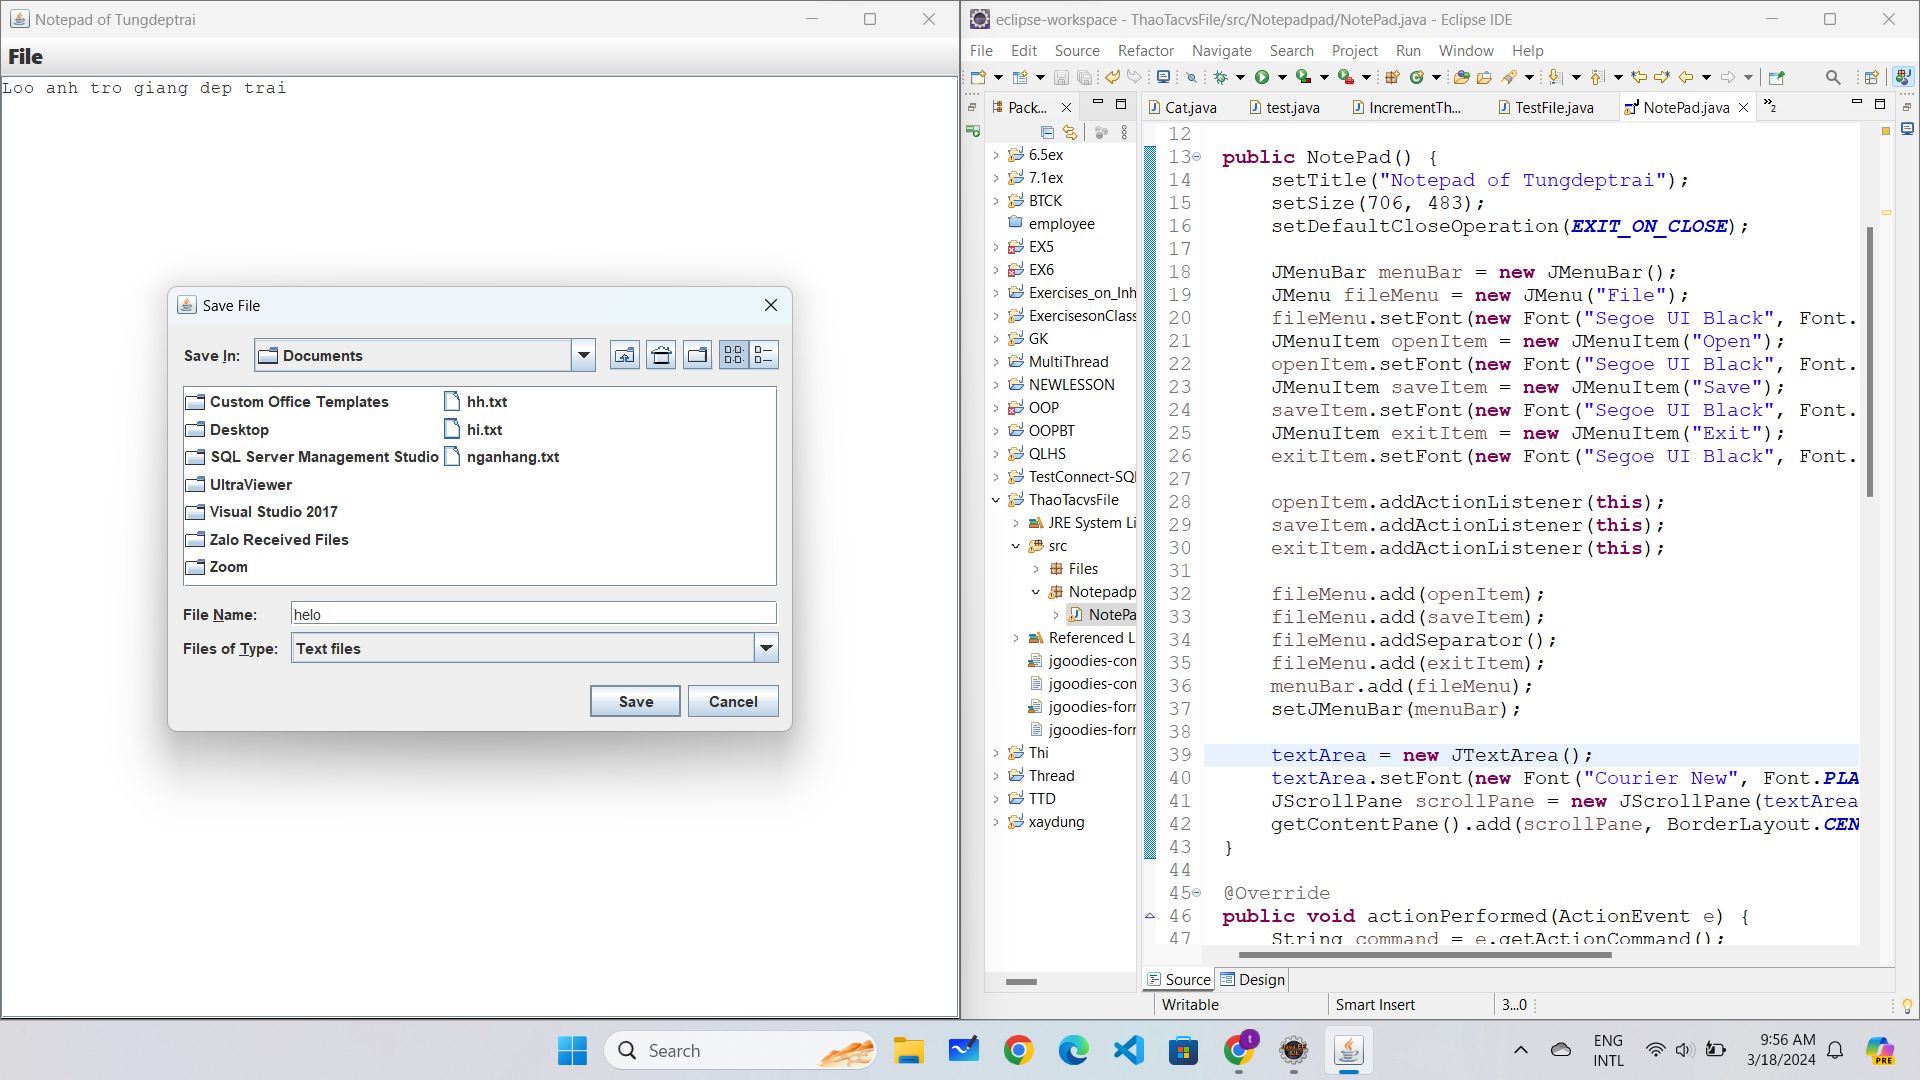 Notepad of Tungdeptrai
File
Loo anh tro giang dep trai
Save File
Save In:
Documents
Custom Office Templates
Desktop
SQL Server Management Studio
UltraViewer
Visual Studio 2017
Zalo Received Files
Zoom
hh.txt
hi.txt
nganhang.txt
File Name:
helo
Files of Type:
Text files
Save
Cancel
eclipse-workspace - ThaoTacvsFile/src/Notepadpad/NotePad.java - Eclipse IDE
File Edit Source Refactor Navigate Search Project Run Window Help
Pack...
6.5ex
7.1ex
BTCK
employee
EX5
EX6
Exercises_on_Inh
ExercisesonClass
GK
MultiThread
NEWLESSON
OOP
OOPBT
QLHS
TestConnect-SQL
ThaoTacvsFile
JRE System Li
src
Files
Notepadp
NotePa
Referenced L
jgoodies-con
jgoodies-con
jgoodies-forr
jgoodies-forr
Thi
Thread
TTD
xaydung
Cat.java
test.java
IncrementTh...
TestFile.java
NotePad.java
2
12
13 public NotePad() {
14 setTitle("Notepad of Tungdeptrai");
15 setSize(706, 483);
16 setDefaultCloseOperation(EXIT_ON_CLOSE);
17
18 JMenuBar menuBar = new JMenuBar();
19 JMenu fileMenu = new JMenu("File");
20 fileMenu.setFont(new Font("Segoe UI Black", Font.
21 JMenuItem openItem = new JMenuItem("Open");
22 openItem.setFont(new Font("Segoe UI Black", Font.
23 JMenuItem saveItem = new JMenuItem("Save");
24 saveItem.setFont(new Font("Segoe UI Black", Font.
25 JMenuItem exitItem = new JMenuItem("Exit");
26 exitItem.setFont(new Font("Segoe UI Black", Font.
27
28 openItem.addActionListener(this);
29 saveItem.addActionListener(this);
30 exitItem.addActionListener(this);
31
32 fileMenu.add(openItem);
33 fileMenu.add(saveItem);
34 fileMenu.addSeparator();
35 fileMenu.add(exitItem);
36 menuBar.add(fileMenu);
37 setJMenuBar(menuBar);
38
39 textArea = new JTextArea();
40 textArea.setFont(new Font("Courier New", Font.PLA
41 JScrollPane scrollPane = new JScrollPane(textArea
42 getContentPane().add(scrollPane, BorderLayout.CEN
43 }
44
45 @Override
46 public void actionPerformed(ActionEvent e) {
47 String command = e.getActionCommand();
Source
Design
Writable
Smart Insert
3...0
Search
ENG
INTL
9:56 AM
3/18/2024
PRE